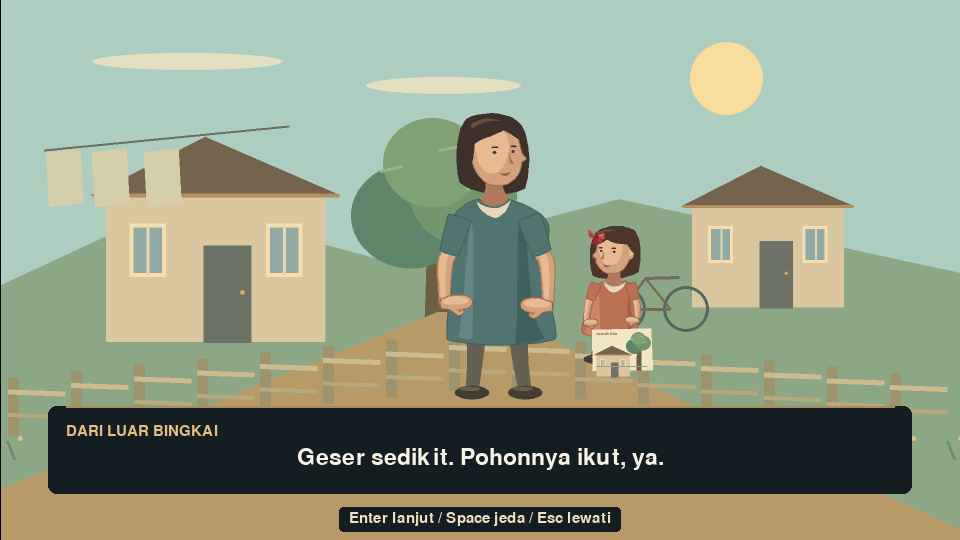 DARI LUAR BINGKAI
Geser sedikit. Pohonnya ikut, ya.
Enter lanjut / Space jeda / Esc lewati